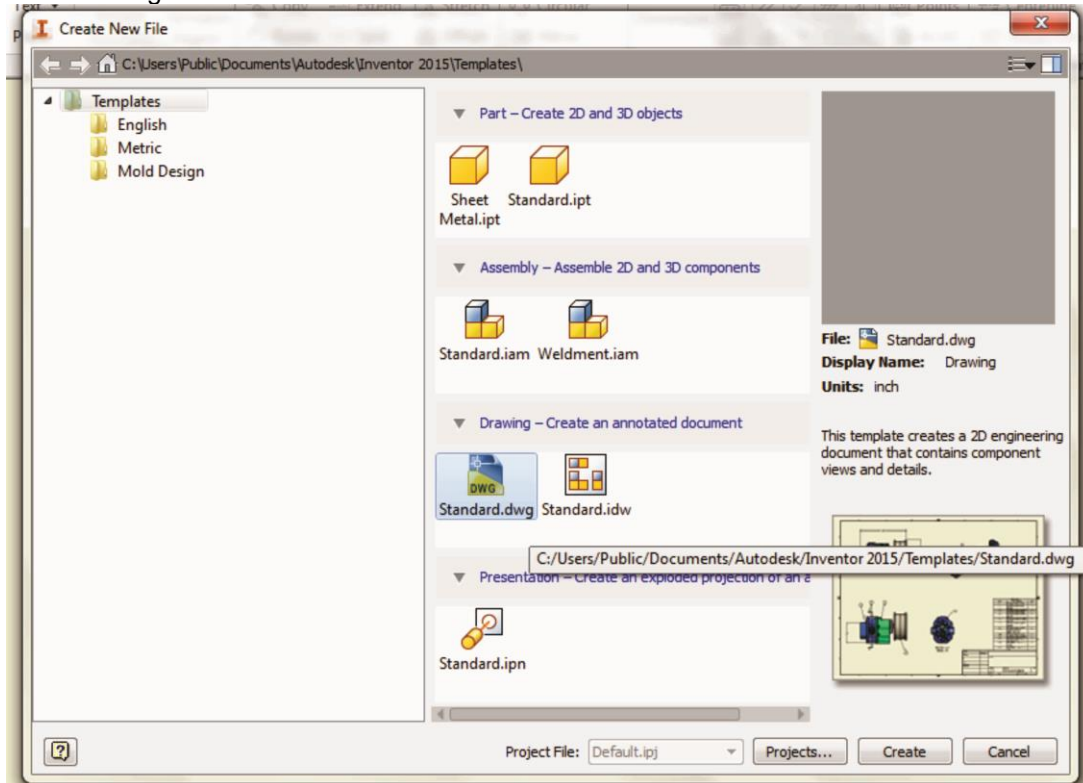 Create New File
C:\Users\Public\Documents\Autodesk\Inventor 2015\Templates\
Templates
English
Metric
Mold Design
Part – Create 2D and 3D objects
Sheet Metal.ipt
Standard.ipt
Assembly – Assemble 2D and 3D components
Standard.iam
Weldment.iam
Drawing – Create an annotated document
DWG
Standard.dwg
Standard.idw
C:/Users/Public/Documents/Autodesk/Inventor 2015/Templates/Standard.dwg
Presentation – Create an exploded projection of an a
Standard.ipn
File: Standard.dwg
Display Name: Drawing
Units: inch
This template creates a 2D engineering
document that contains component
views and details.
Project File: Default.ipj
Projects...
Create
Cancel